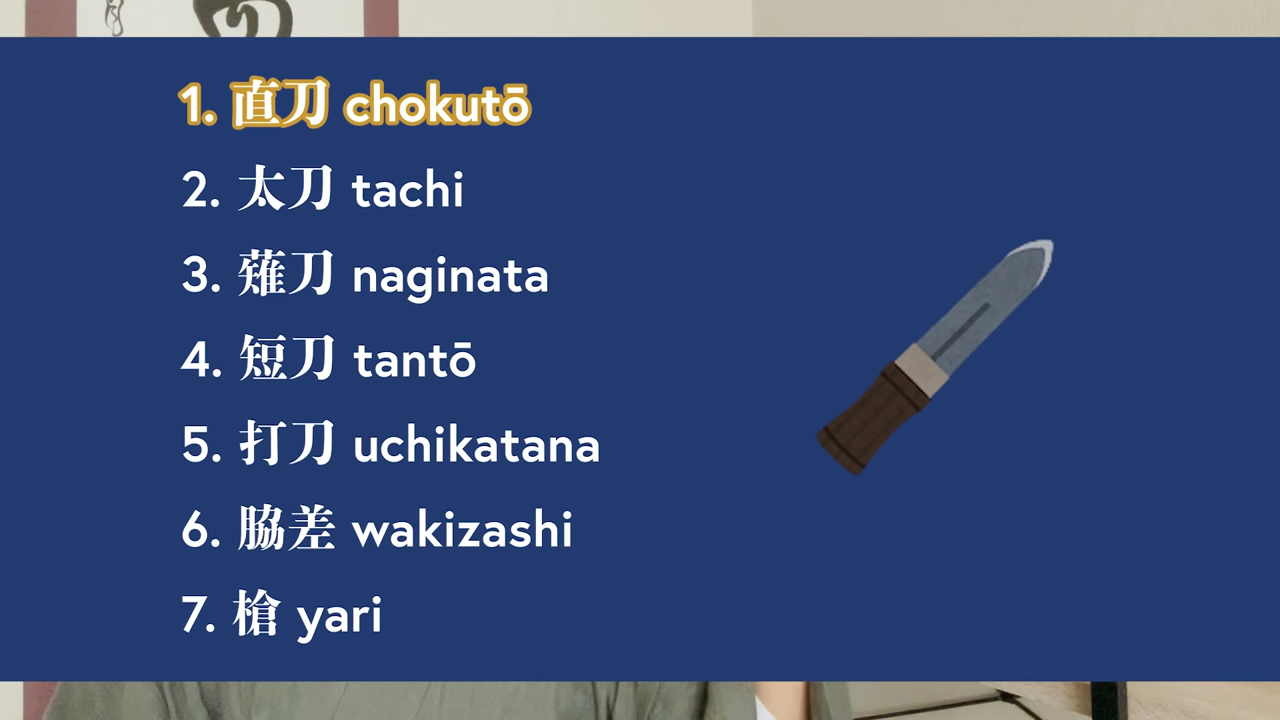 1. 直刀 chokutō
2. 太刀 tachi
3. 薙刀 naginata
4. 短刀 tantō
5. 打刀 uchikatana
6. 脇差 wakizashi
7. 槍 yari